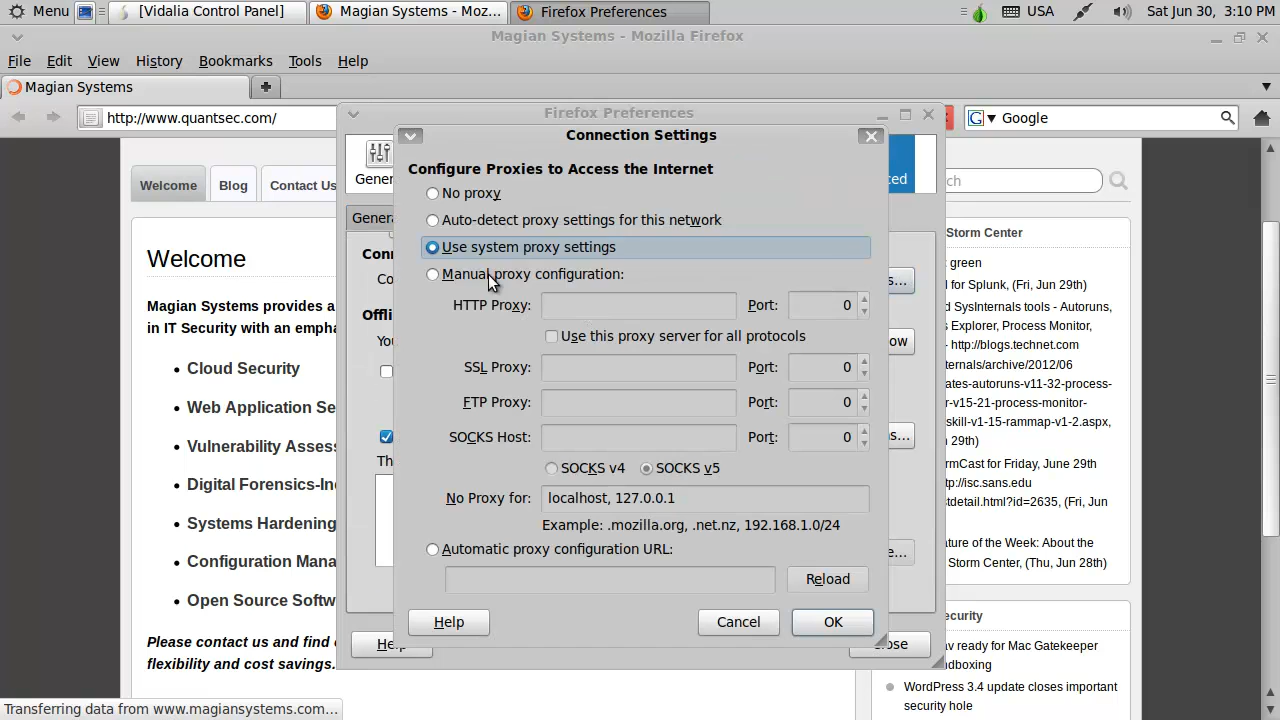 Menu
[Vidalia Control Panel]
Magian Systems - Moz...
Firefox Preferences
USA
Sat Jun 30, 3:10 PM
Magian Systems - Mozilla Firefox
File Edit View History Bookmarks Tools Help
Magian Systems
http://www.quantsec.com/
Google
Firefox Preferences
Connection Settings
Configure Proxies to Access the Internet
No proxy
Auto-detect proxy settings for this network
Use system proxy settings
Manual proxy configuration:
HTTP Proxy: Port: 0
Use this proxy server for all protocols
SSL Proxy: Port: 0
FTP Proxy: Port: 0
SOCKS Host: Port: 0
SOCKS v4 SOCKS v5
No Proxy for: localhost, 127.0.0.1
Example: .mozilla.org, .net.nz, 192.168.1.0/24
Automatic proxy configuration URL:
Reload
Help Cancel OK
Welcome Blog Contact Us
Welcome
Magian Systems provides a
in IT Security with an empha
Cloud Security
Web Application Se
Vulnerability Assess
Digital Forensics-In
Systems Hardening
Configuration Mana
Open Source Softw
Please contact us and find
flexibility and cost savings.
Storm Center
green
for Splunk, (Fri, Jun 29th)
SysInternals tools - Autoruns,
Explorer, Process Monitor,
- http://blogs.technet.com
ternals/archive/2012/06
ates-autoruns-v11-32-process-
r-v15-21-process-monitor-
skill-v1-15-rammap-v1-2.aspx,
29th)
ormCast for Friday, June 29th
tp://isc.sans.edu
stdetail.html?id=2635, (Fri, Jun
ature of the Week: About the
Storm Center, (Thu, Jun 28th)
ecurity
av ready for Mac Gatekeeper
ndboxing
WordPress 3.4 update closes important
security hole
Transferring data from www.magiansystems.com...